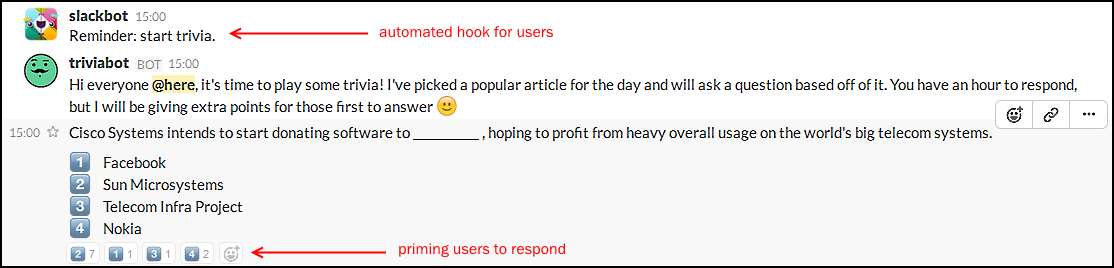 slackbot 15:00
Reminder: start trivia.
automated hook for users
triviabot BOT 15:00
Hi everyone @here, it's time to play some trivia! I've picked a popular article for the day and will ask a question based off of it. You have an hour to respond,
but I will be giving extra points for those first to answer
15:00 Cisco Systems intends to start donating software to __________ , hoping to profit from heavy overall usage on the world's big telecom systems.
1 Facebook
2 Sun Microsystems
3 Telecom Infra Project
4 Nokia
2 7 1 1 3 1 4 2
priming users to respond